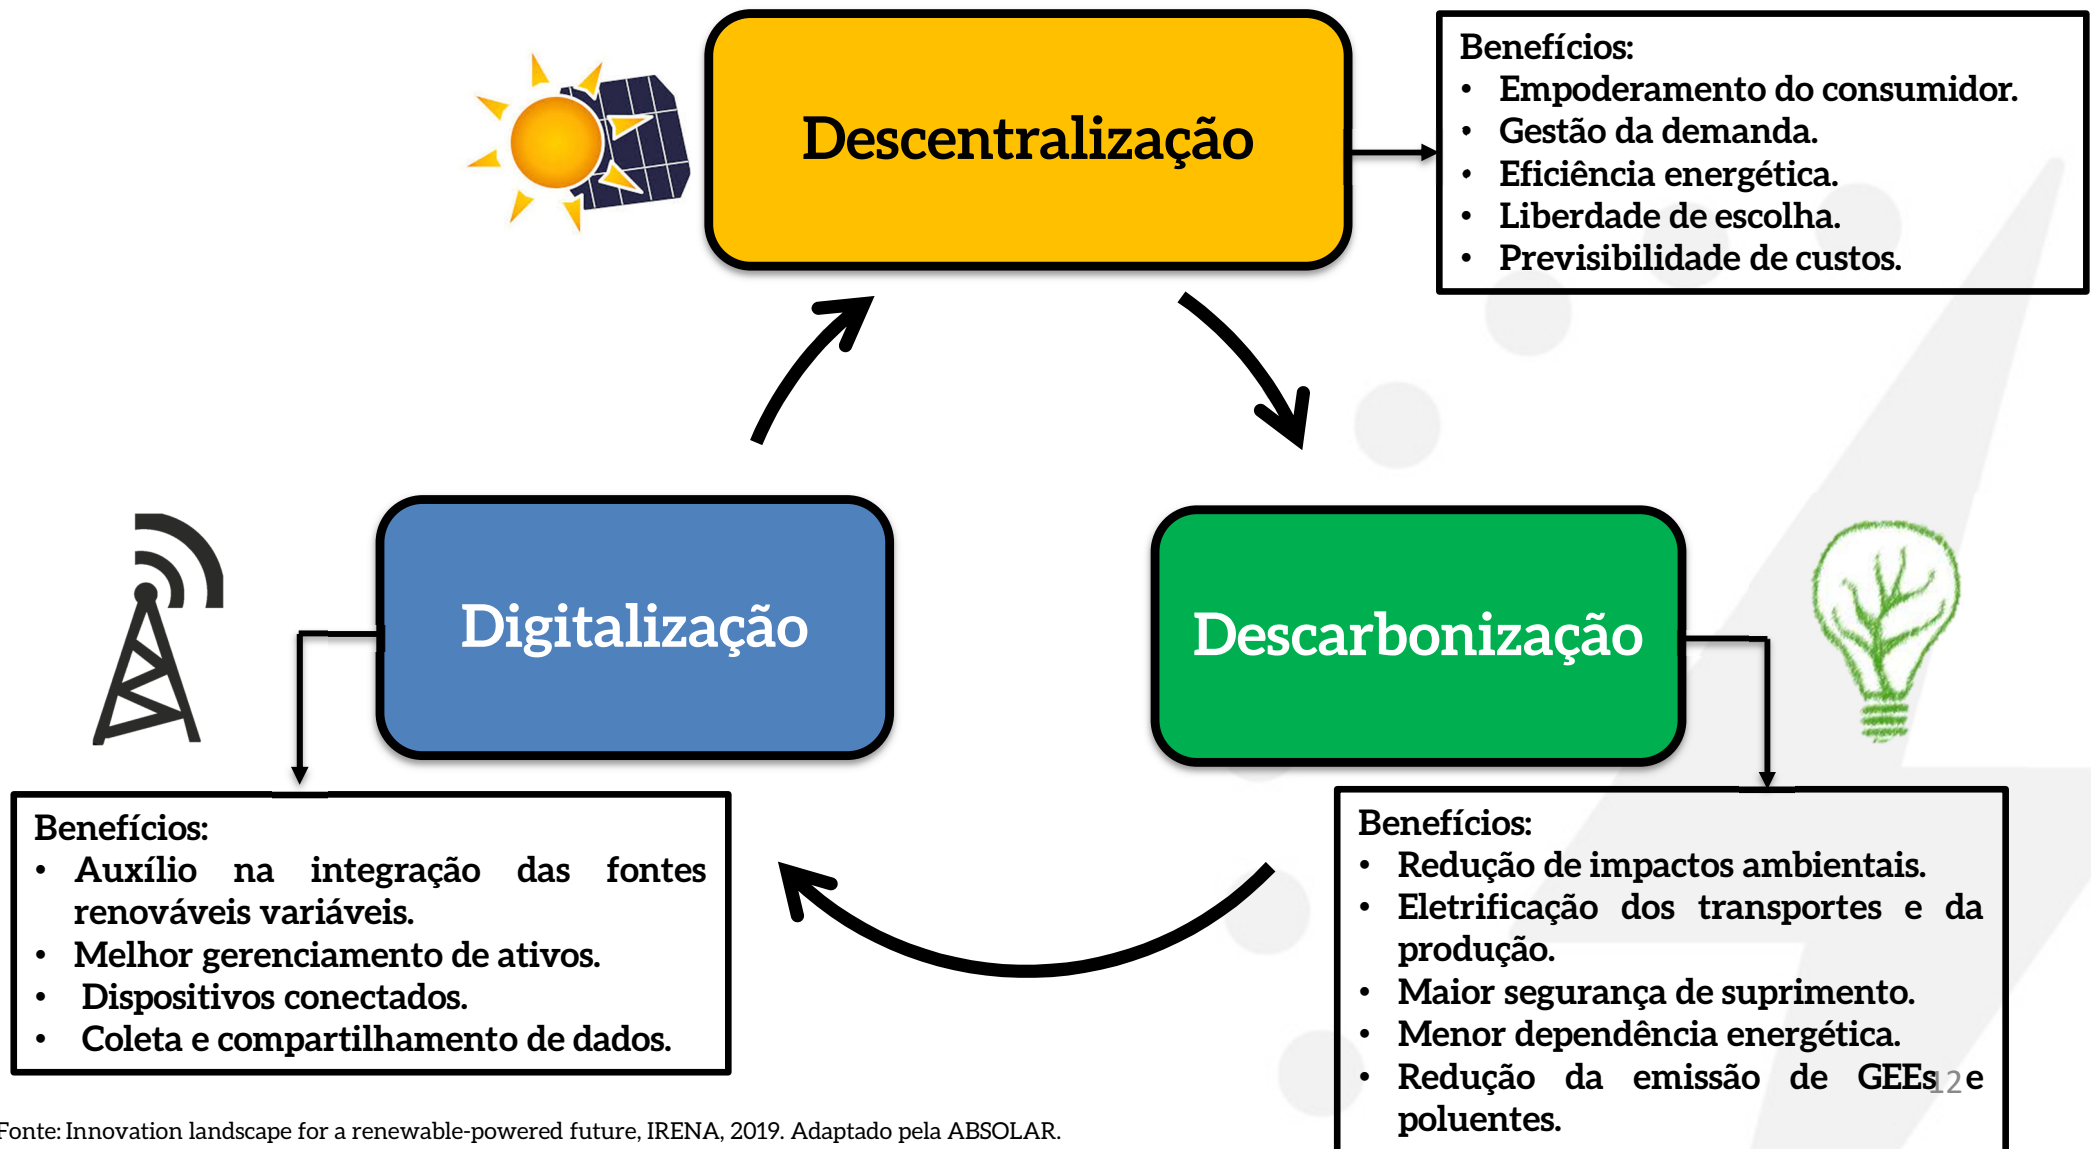 Descentralização
Benefícios:
• Empoderamento do consumidor.
• Gestão da demanda.
• Eficiência energética.
• Liberdade de escolha.
• Previsibilidade de custos.
Digitalização
Descarbonização
Benefícios:
• Auxílio na integração das fontes
renováveis variáveis.
• Melhor gerenciamento de ativos.
• Dispositivos conectados.
• Coleta e compartilhamento de dados.
Benefícios:
• Redução de impactos ambientais.
• Eletrificação dos transportes e da
produção.
• Maior segurança de suprimento.
• Menor dependência energética.
• Redução da emissão de GEEs e
poluentes.
12
Fonte: Innovation landscape for a renewable-powered future, IRENA, 2019. Adaptado pela ABSOLAR.